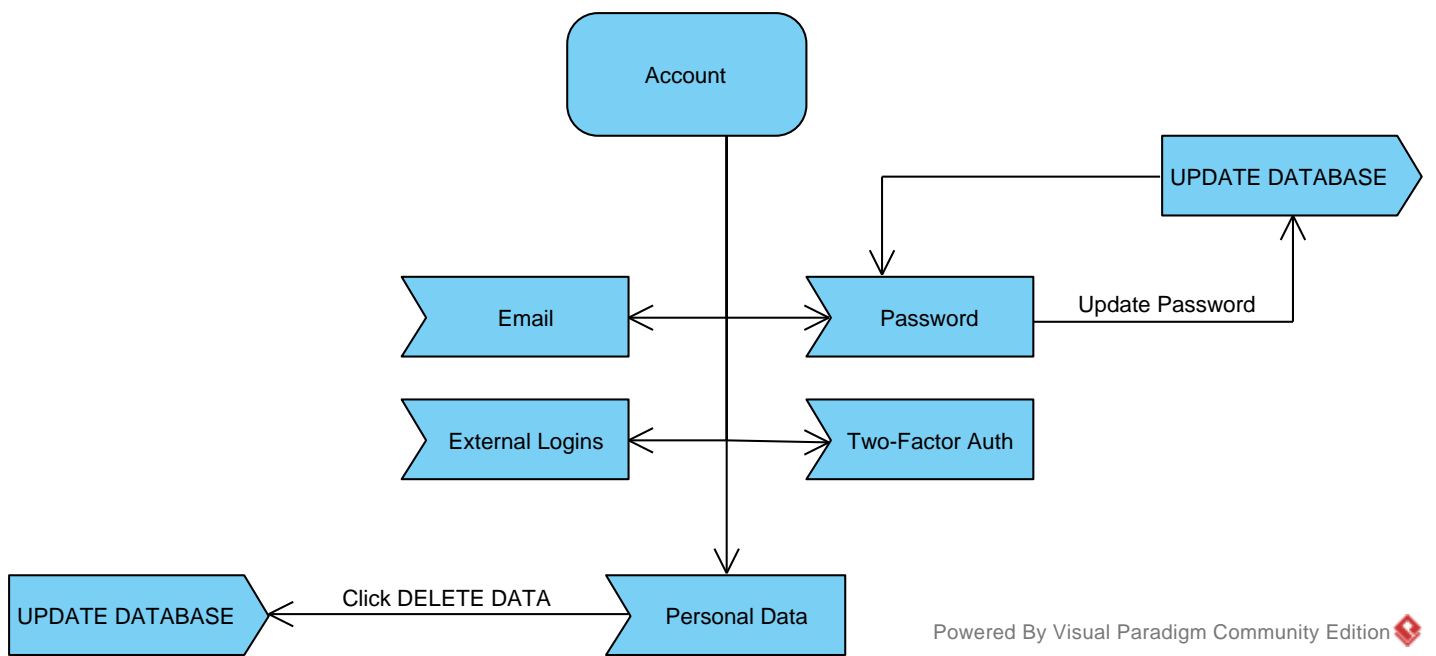 Account
UPDATE DATABASE
Email
Password
Update Password
External Logins
Two-Factor Auth
UPDATE DATABASE
Click DELETE DATA
Personal Data
Powered By Visual Paradigm Community Edition